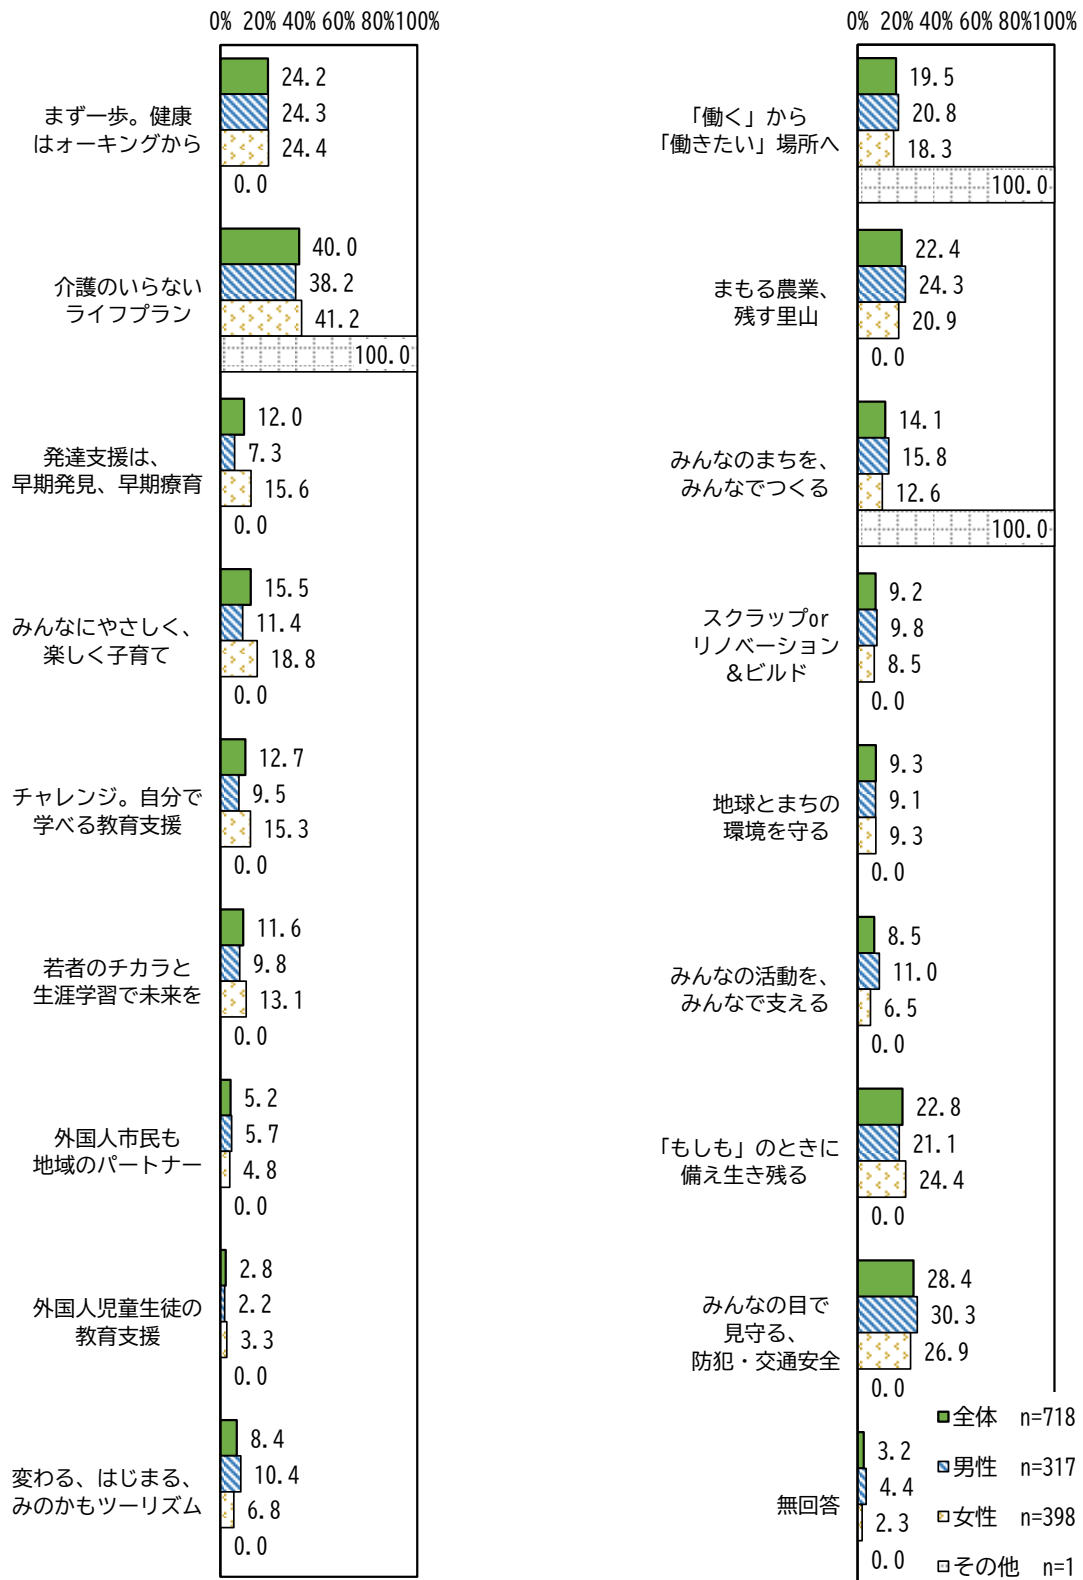 0% 20% 40% 60% 80%100%
まず一歩。健康
はォーキングから
24.2
24.3
24.4
0.0
介護のいらない
ライフプラン
40.0
38.2
41.2
100.0
発達支援は、
早期発見、早期療育
12.0
7.3
15.6
0.0
みんなにやさしく、
楽しく子育て
15.5
11.4
18.8
0.0
チャレンジ。自分で
学べる教育支援
12.7
9.5
15.3
0.0
若者のチカラと
生涯学習で未来を
11.6
9.8
13.1
0.0
外国人市民も
地域のパートナー
5.2
5.7
4.8
0.0
外国人児童生徒の
教育支援
2.8
2.2
3.3
0.0
変わる、はじまる、
みのかもツーリズム
8.4
10.4
6.8
0.0
0% 20% 40% 60% 80%100%
「働く」から
「働きたい」場所へ
19.5
20.8
18.3
100.0
まもる農業、
残す里山
22.4
24.3
20.9
0.0
みんなのまちを、
みんなでつくる
14.1
15.8
12.6
100.0
スクラップor
リノベーション
＆ビルド
9.2
9.8
8.5
0.0
地球とまちの
環境を守る
9.3
9.1
9.3
0.0
みんなの活動を、
みんなで支える
8.5
11.0
6.5
0.0
「もしも」のときに
備え生き残る
22.8
21.1
24.4
0.0
みんなの目で
見守る、
防犯・交通安全
28.4
30.3
26.9
0.0
無回答
3.2
4.4
2.3
0.0
全体 n=718
男性 n=317
女性 n=398
その他 n=1